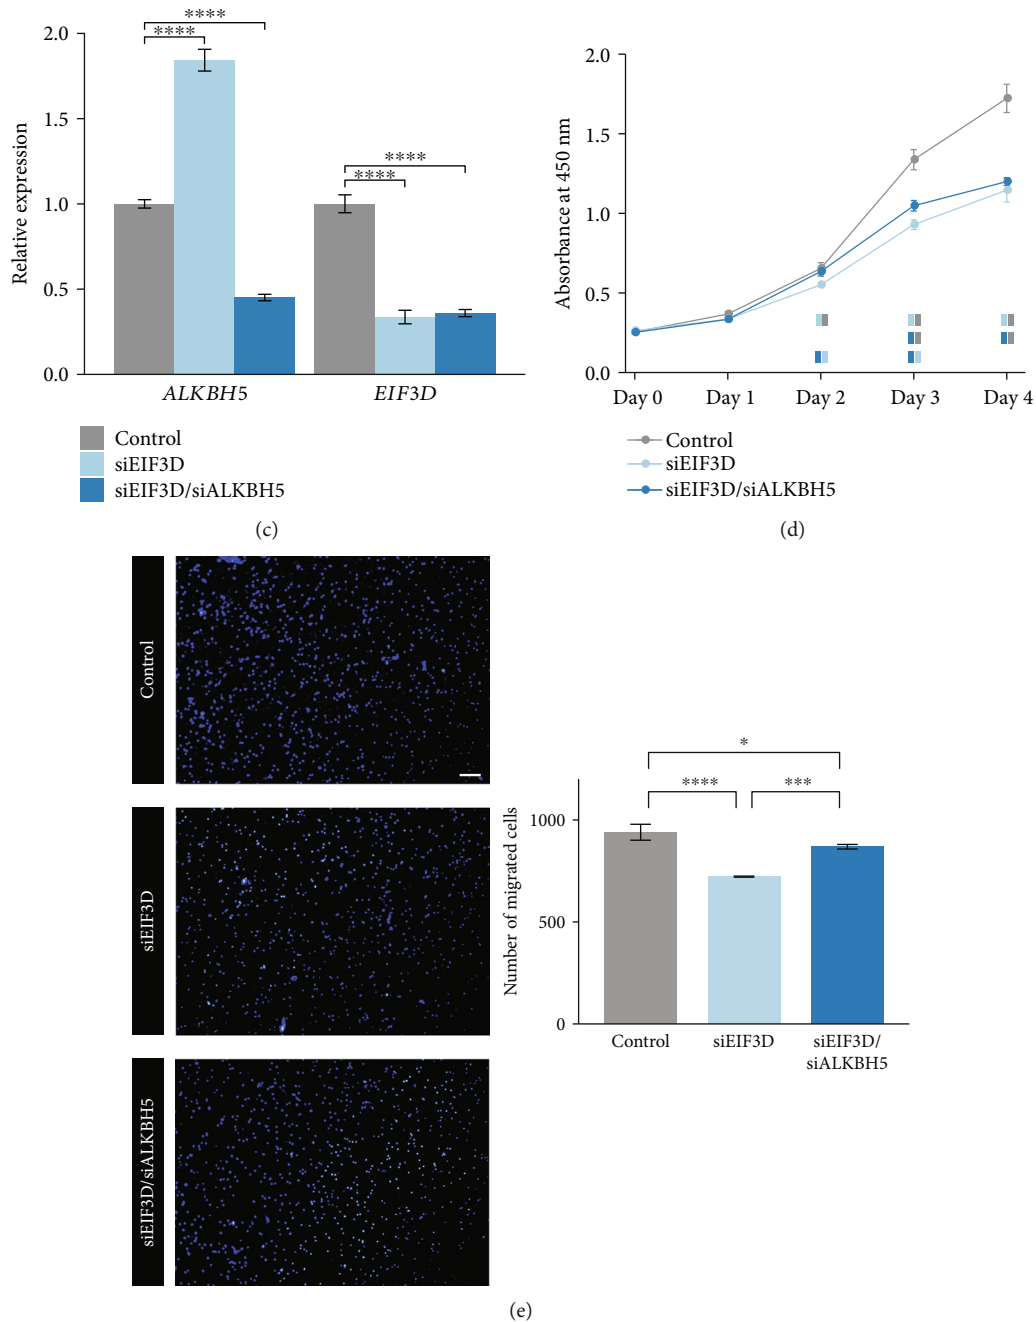 ****
****
2.0
1.5
1.0
0.5
0.0
Relative expression
****
****
ALKBH5
EIF3D
Control
siEIF3D
siEIF3D/siALKBH5
(c)
2.0
1.5
1.0
0.5
0.0
Absorbance at 450 nm
Day 0
Day 1
Day 2
Day 3
Day 4
Control
siEIF3D
siEIF3D/siALKBH5
(d)
Control
siEIF3D
siEIF3D/siALKBH5
*
****
***
1000
500
0
Number of migrated cells
Control
siEIF3D
siEIF3D/
siALKBH5
(e)